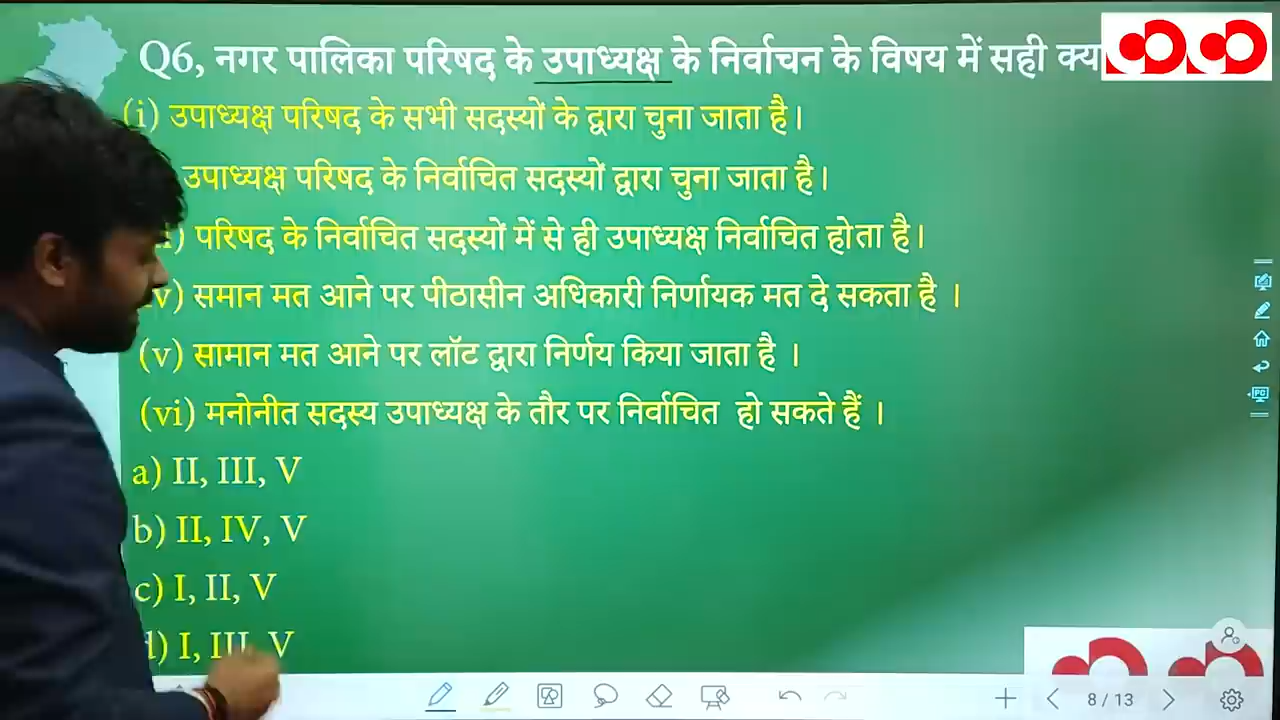 Q6, नगर पालिका परिषद के उपाध्यक्ष के निर्वाचन के विषय में सही
(i) उपाध्यक्ष परिषद के सभी सदस्यों के द्वारा चुना जाता है।
उपाध्यक्ष परिषद के निर्वाचित सदस्यों द्वारा चुना जाता है।
परिषद के निर्वाचित सदस्यों में से ही उपाध्यक्ष निर्वाचित होता है।
v) समान मत आने पर पीठासीन अधिकारी निर्णायक मत दे सकता है ।
(v) सामान मत आने पर लॉट द्वारा निर्णय किया जाता है ।
(vi) मनोनीत सदस्य उपाध्यक्ष के तौर पर निर्वाचित हो सकते हैं ।
a) II, III, V
b) II, IV, V
c) I, II, V
d) I, III, V
8 / 13
PC